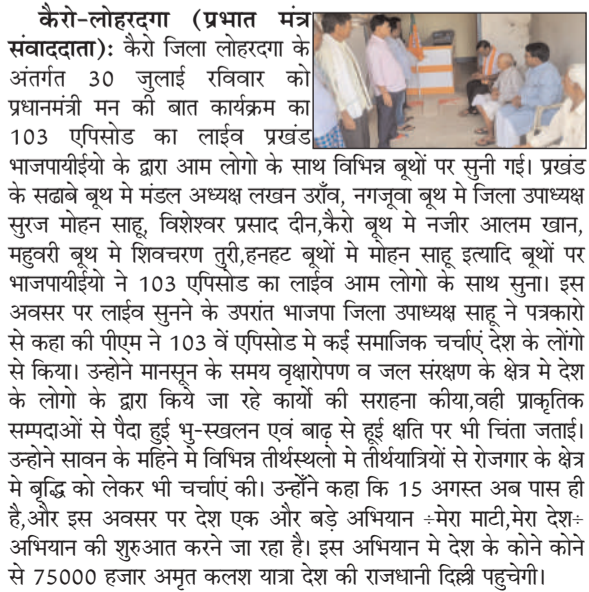 कैरो-लोहरदगा (प्रभात मंत्र
संवाददाता): कैरो जिला लोहरदगा के
अंतर्गत 30 जुलाई रविवार को
प्रधानमंत्री मन की बात कार्यक्रम का
103 एपिसोड का लाईव प्रखंड
भाजपायीईयो के द्वारा आम लोगो के साथ विभिन्न बूथों पर सुनी गई। प्रखंड
के सढाबे बूथ मे मंडल अध्यक्ष लखन उराँव, नगजूवा बूथ मे जिला उपाध्यक्ष
सुरज मोहन साहू, विशेश्वर प्रसाद दीन,कैरो बूथ मे नजीर आलम खान,
महुवरी बूथ मे शिवचरण तुरी,हनहट बूथों मे मोहन साहू इत्यादि बूथों पर
भाजपायीईयो ने 103 एपिसोड का लाईव आम लोगो के साथ सुना। इस
अवसर पर लाईव सुनने के उपरांत भाजपा जिला उपाध्यक्ष साहू ने पत्रकारो
से कहा की पीएम ने 103 वें एपिसोड मे कईं समाजिक चर्चाएं देश के लोंगो
से किया। उन्होने मानसून के समय वृक्षारोपण व जल संरक्षण के क्षेत्र मे देश
के लोगो के द्वारा किये जा रहे कार्यो की सराहना कीया,वही प्राकृतिक
सम्पदाओं से पैदा हुई भु-स्खलन एवं बाढ़ से हूई क्षति पर भी चिंता जताई।
उन्होने सावन के महिने मे विभिन्न तीर्थस्थलो मे तीर्थयात्रियों से रोजगार के क्षेत्र
मे बृद्धि को लेकर भी चर्चाएं की। उन्होंने कहा कि 15 अगस्त अब पास ही
है,और इस अवसर पर देश एक और बड़े अभियान ÷मेरा माटी,मेरा देश÷
अभियान की शुरुआत करने जा रहा है। इस अभियान मे देश के कोने कोने
से 75000 हजार अमृत कलश यात्रा देश की राजधानी दिल्ली पहुचेगी।